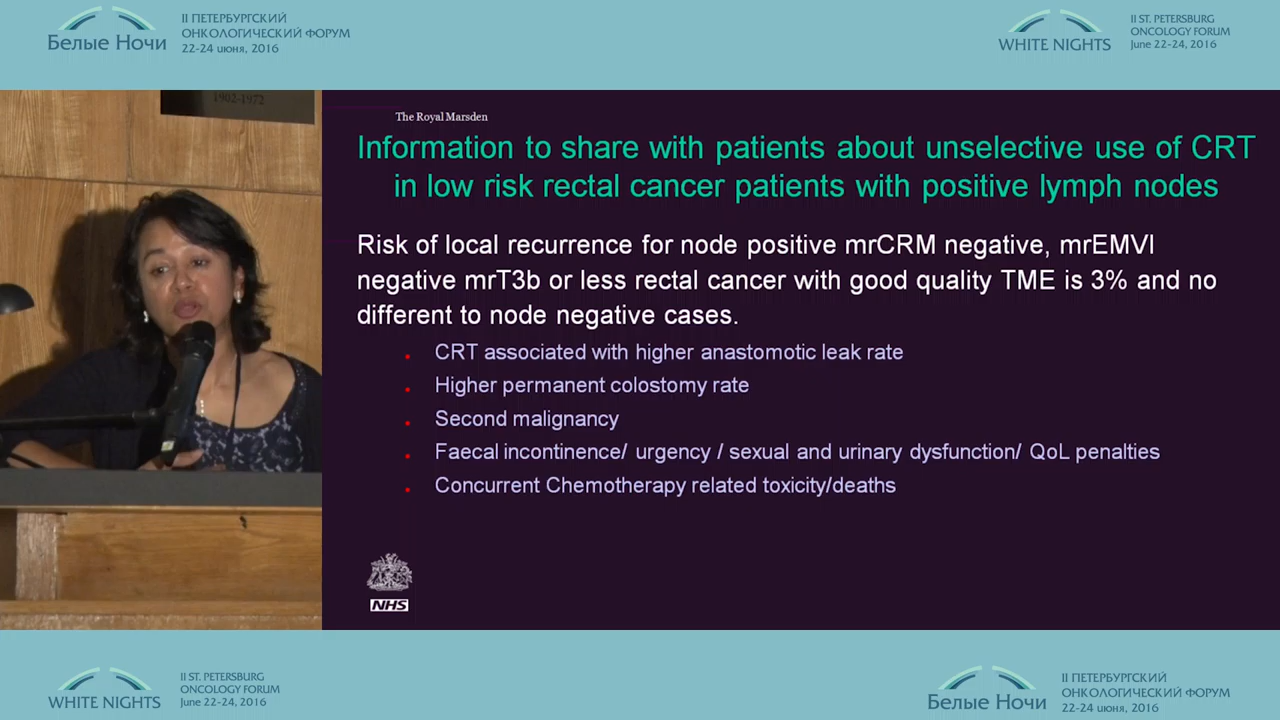 II ПЕТЕРБУРГСКИЙ
ОНКОЛОГИЧЕСКИЙ ФОРУМ
Белые Ночи
22-24 июня, 2016
II ST. PETERSBURG
ONCOLOGY FORUM
WHITE NIGHTS
June 22-24, 2016
1902-1972
The Royal Marsden
Information to share with patients about unselective use of CRT
in low risk rectal cancer patients with positive lymph nodes
Risk of local recurrence for node positive mrCRM negative, mrEMVI
negative mrT3b or less rectal cancer with good quality TME is 3% and no
different to node negative cases.
CRT associated with higher anastomotic leak rate
Higher permanent colostomy rate
Second malignancy
Faecal incontinence/ urgency / sexual and urinary dysfunction/ QoL penalties
Concurrent Chemotherapy related toxicity/deaths
NHS
II ST. PETERSBURG
ONCOLOGY FORUM
WHITE NIGHTS
June 22-24, 2016
II ПЕТЕРБУРГСКИЙ
ОНКОЛОГИЧЕСКИЙ ФОРУМ
Белые Ночи
22-24 июня, 2016